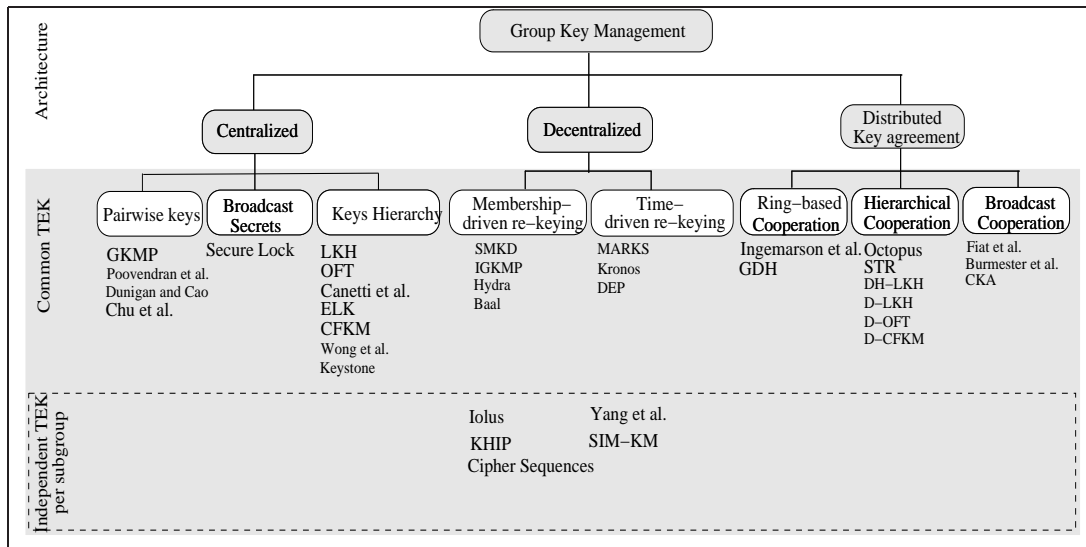 Architecture
Group Key Management
Centralized
Decentralized
Distributed
Key agreement
Common TEK
Pairwise keys
GKMP
Poovendran et al.
Dunigan and Cao
Chu et al.
Broadcast
Secrets
Secure Lock
Keys Hierarchy
LKH
OFT
Canetti et al.
ELK
CFKM
Wong et al.
Keystone
Membership−
driven re−keying
SMKD
IGKMP
Hydra
Baal
Time−
driven re−keying
MARKS
Kronos
DEP
Ring−based
Cooperation
Ingemarson et al.
GDH
Hierarchical
Cooperation
Octopus
STR
DH−LKH
D−LKH
D−OFT
D−CFKM
Broadcast
Cooperation
Fiat et al.
Burmester et al.
CKA
Independent TEK
per subgroup
Iolus
KHIP
Cipher Sequences
Yang et al.
SIM−KM